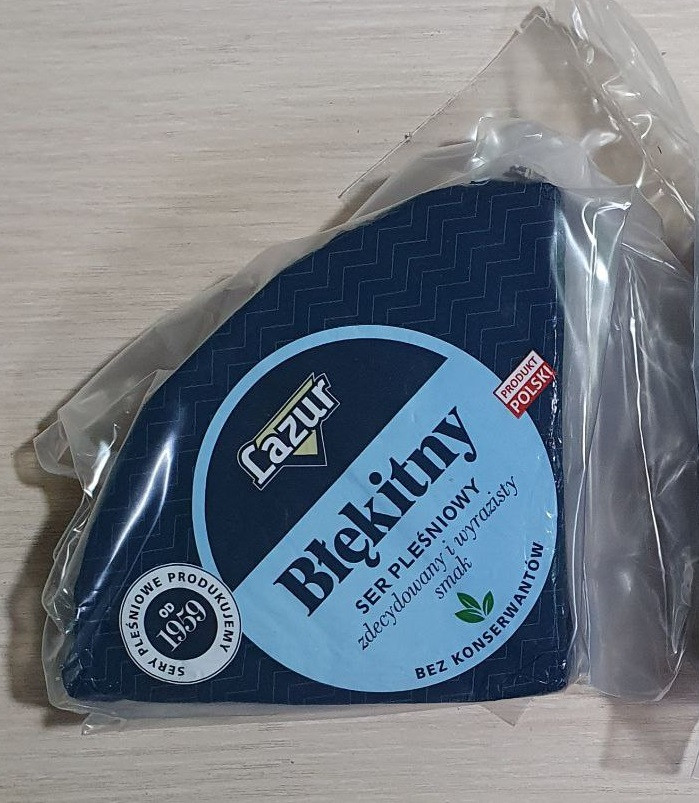 Lazur
PRODUKT
POLSKI
Błękitny
SER PLEŚNIOWY
zdecydowany i wyrazisty
smak
BEZ KONSERWANTÓW
SERY PLEŚNIOWE PRODUKUJEMY
OD
1959